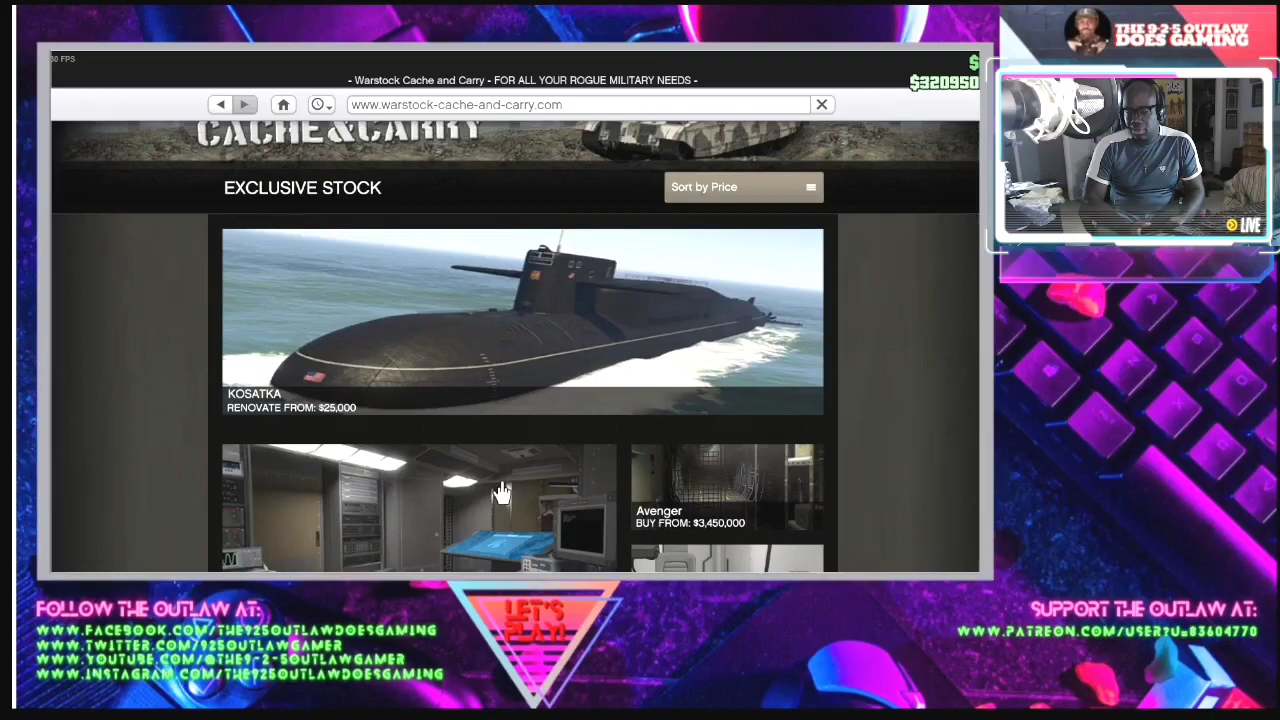 30 FPS
- Warstock Cache and Carry - FOR ALL YOUR ROGUE MILITARY NEEDS -
$
$320950
www.warstock-cache-and-carry.com
CACHE&CARRY
EXCLUSIVE STOCK
Sort by Price
KOSATKA
RENOVATE FROM: $25,000
Avenger
BUY FROM: $3,450,000
THE 9-2-5 OUTLAW
DOES GAMING
LIVE
FOLLOW THE OUTLAW AT:
WWW.FACEBOOK.COM/THE925OUTLAWDOESGAMING
WWW.TWITTER.COM/925OUTLAWGAMER
WWW.YOUTUBE.COM/@THE9-2-5OUTLAWGAMER
WWW.INSTAGRAM.COM/THE925OUTLAWDOESGAMING
LET'S
PLAY!
SUPPORT THE OUTLAW AT:
WWW.PATREON.COM/USER?U=83604770